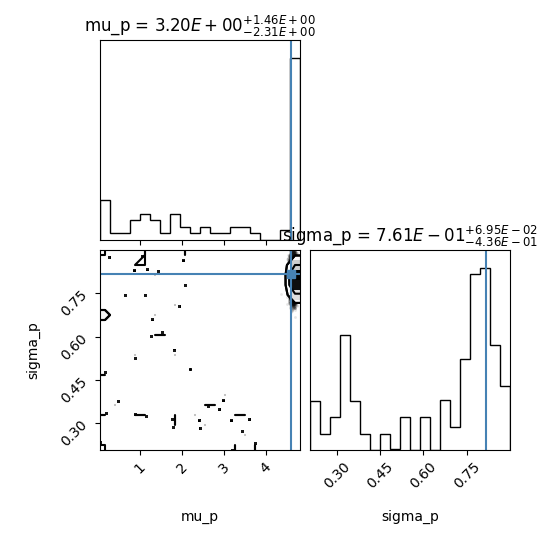 mu_p = 3.20E + 00+1.46E + 00
−2.31E + 00
sigma_p = 7.61E − 01+6.95E − 02
−4.36E − 01
0.75
0.60
0.45
0.30
sigma_p
1 2 3 4
mu_p
0.30 0.45 0.60 0.75
sigma_p